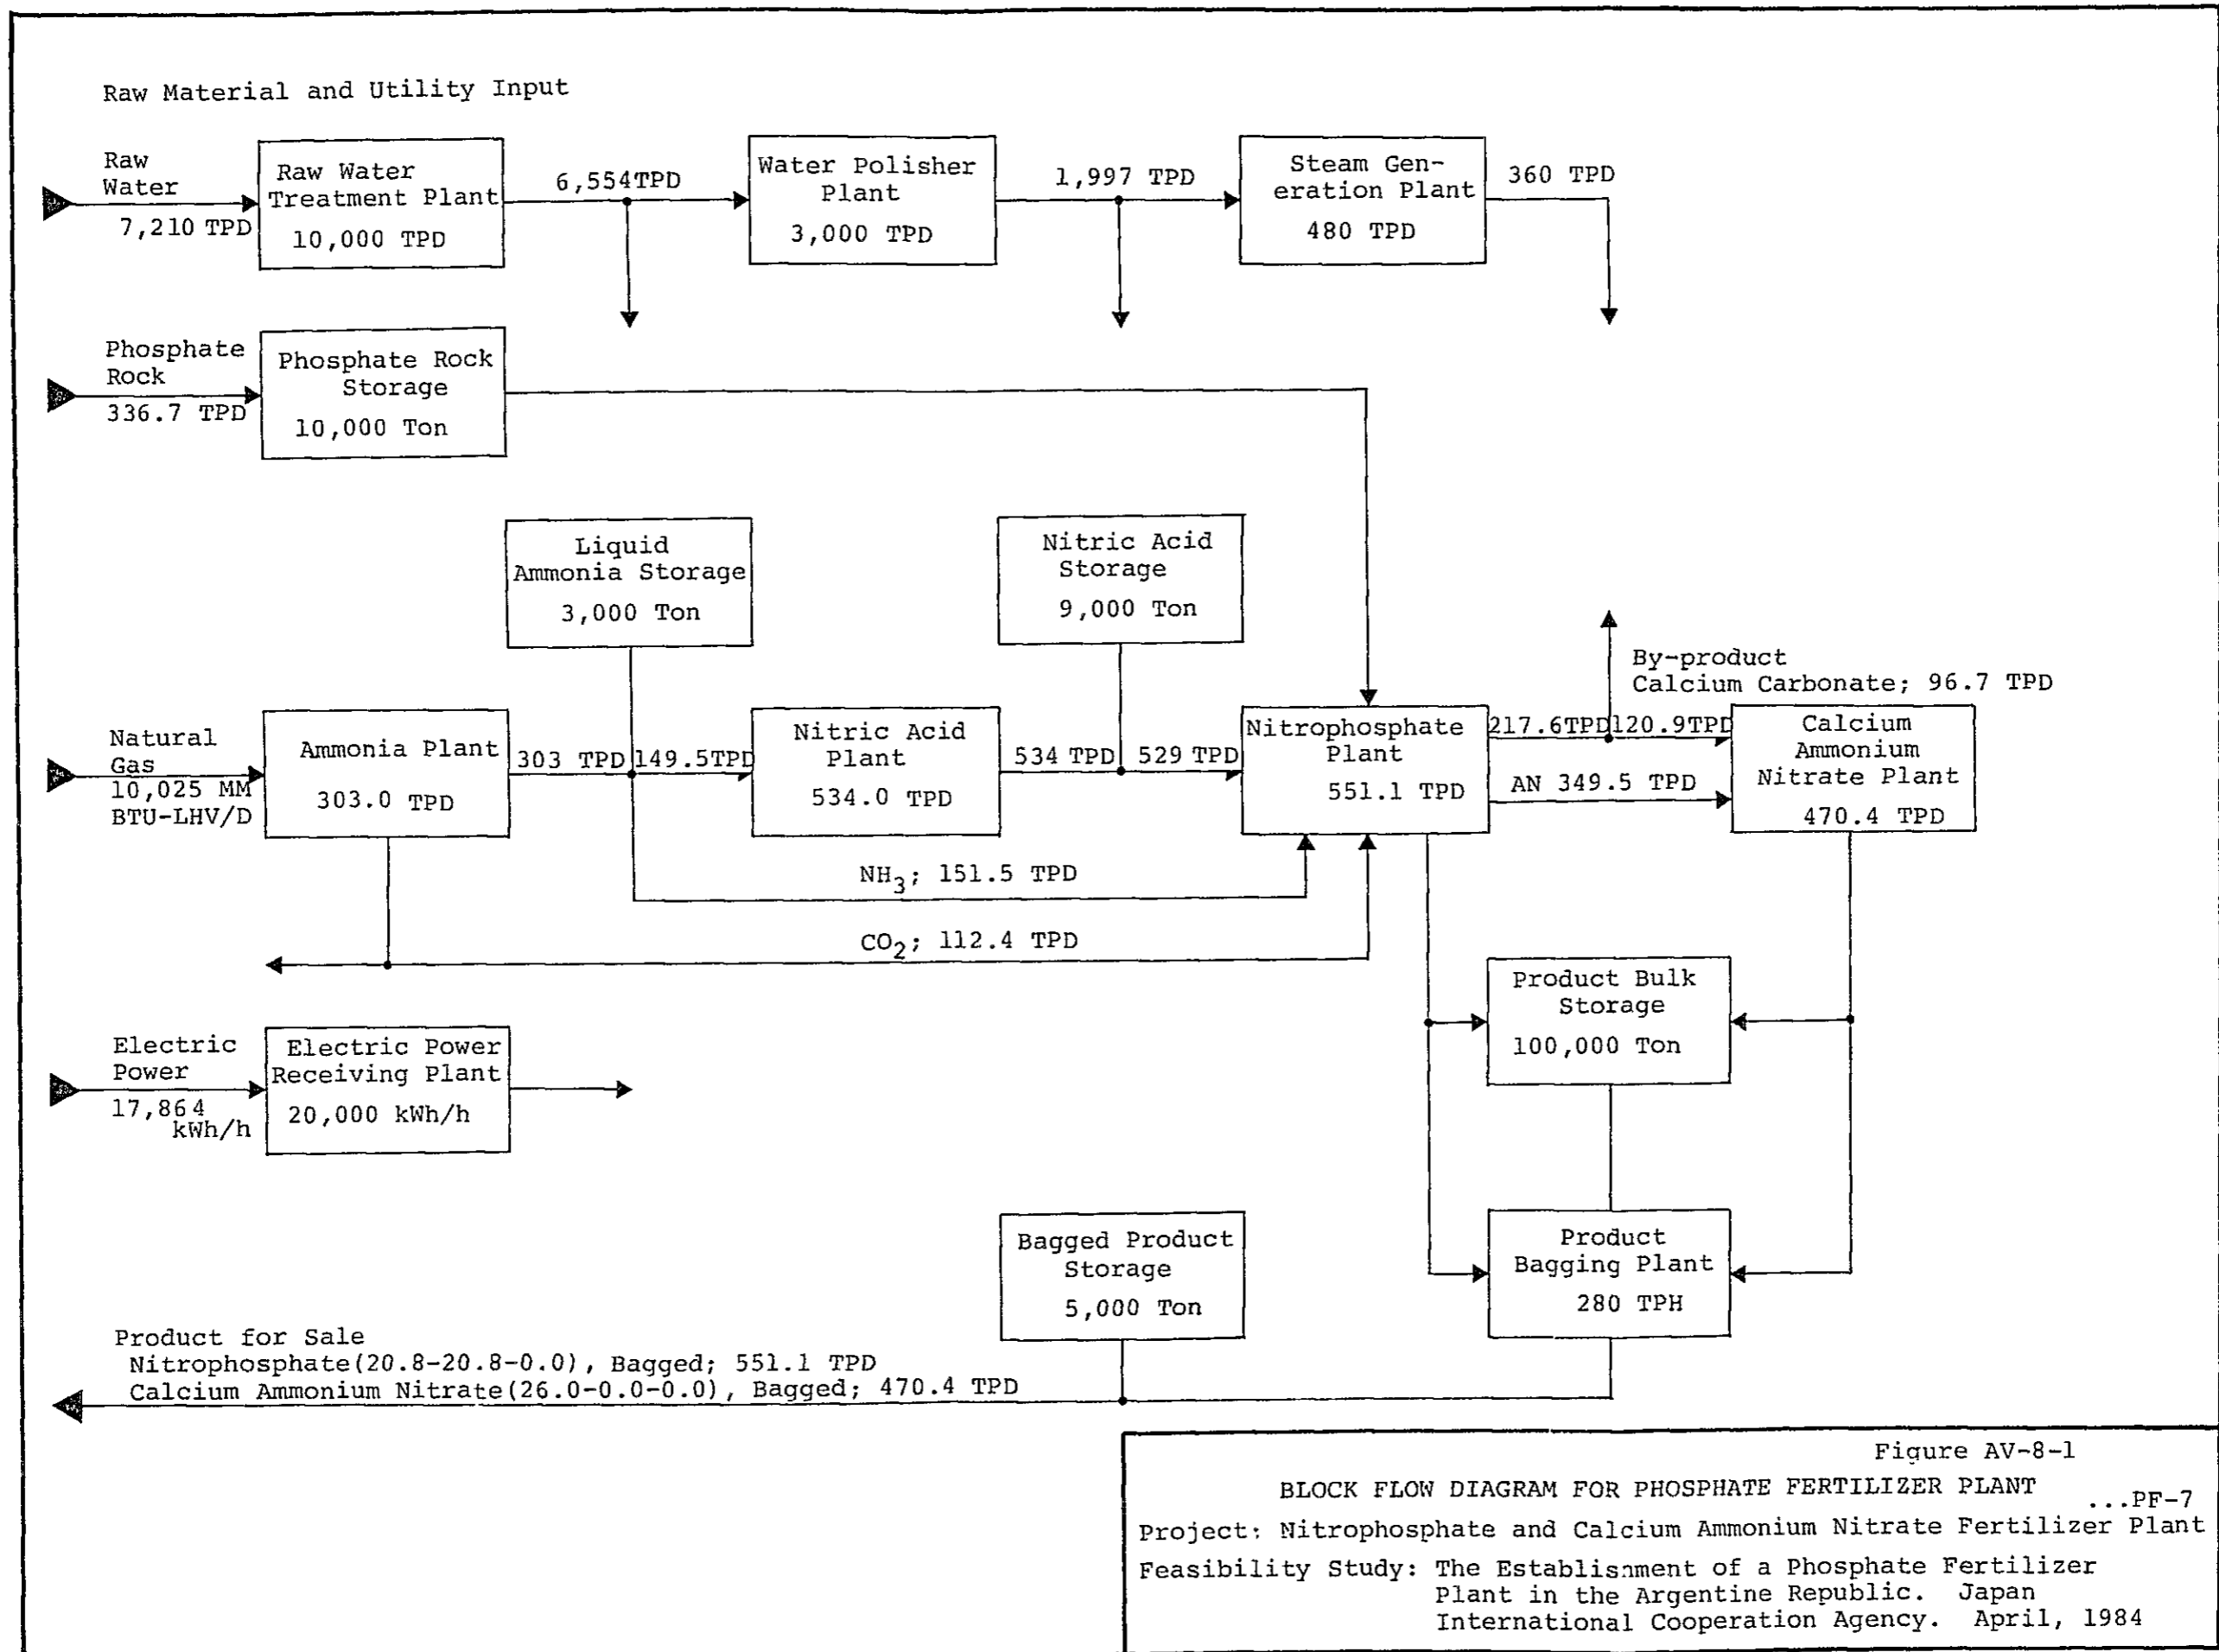 Raw Material and Utility Input
Raw
Water
7,210 TPD
Raw Water
Treatment Plant
10,000 TPD
6,554TPD
Water Polisher
Plant
3,000 TPD
1,997 TPD
Steam Gen-
eration Plant
480 TPD
360 TPD
Phosphate
Rock
336.7 TPD
Phosphate Rock
Storage
10,000 Ton
Liquid
Ammonia Storage
3,000 Ton
Nitric Acid
Storage
9,000 Ton
By-product
Calcium Carbonate; 96.7 TPD
Natural
Gas
10,025 MM
BTU-LHV/D
Ammonia Plant
303.0 TPD
303 TPD
149.5TPD
Nitric Acid
Plant
534.0 TPD
534 TPD
529 TPD
Nitrophosphate
Plant
551.1 TPD
217.6TPD
120.9TPD
AN 349.5 TPD
Calcium
Ammonium
Nitrate Plant
470.4 TPD
NH3; 151.5 TPD
CO2; 112.4 TPD
Product Bulk
Storage
100,000 Ton
Electric
Power
17,864
kWh/h
Electric Power
Receiving Plant
20,000 kWh/h
Bagged Product
Storage
5,000 Ton
Product
Bagging Plant
280 TPH
Product for Sale
Nitrophosphate(20.8-20.8-0.0), Bagged; 551.1 TPD
Calcium Ammonium Nitrate(26.0-0.0-0.0), Bagged; 470.4 TPD
Figure AV-8-1
BLOCK FLOW DIAGRAM FOR PHOSPHATE FERTILIZER PLANT
...PF-7
Project: Nitrophosphate and Calcium Ammonium Nitrate Fertilizer Plant
Feasibility Study: The Establishment of a Phosphate Fertilizer
Plant in the Argentine Republic. Japan
International Cooperation Agency. April, 1984